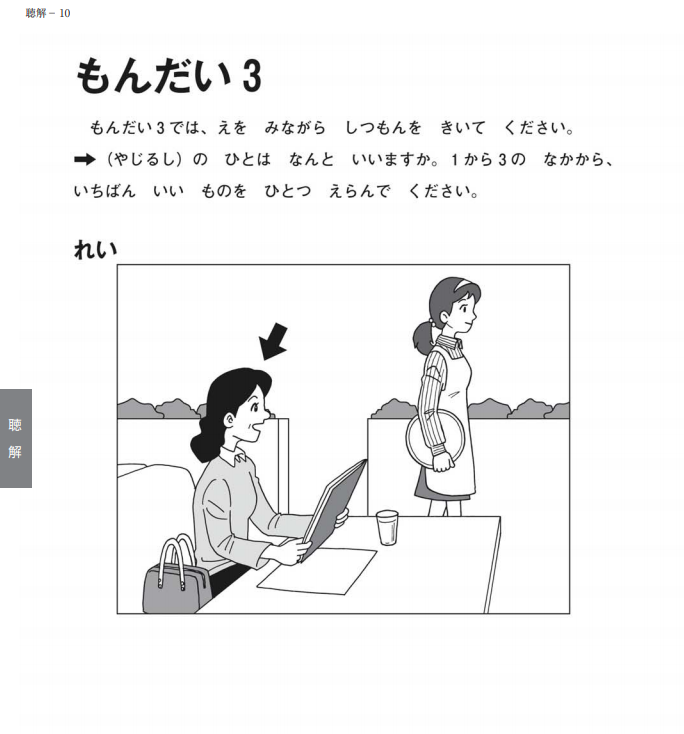 聴解－10
もんだい3
もんだい3では、えを　みながら　しつもんを　きいて　ください。
➡（やじるし）の　ひとは　なんと　いいますか。1から3の　なかから、
いちばん　いい　ものを　ひとつ　えらんで　ください。
れい
聴
解